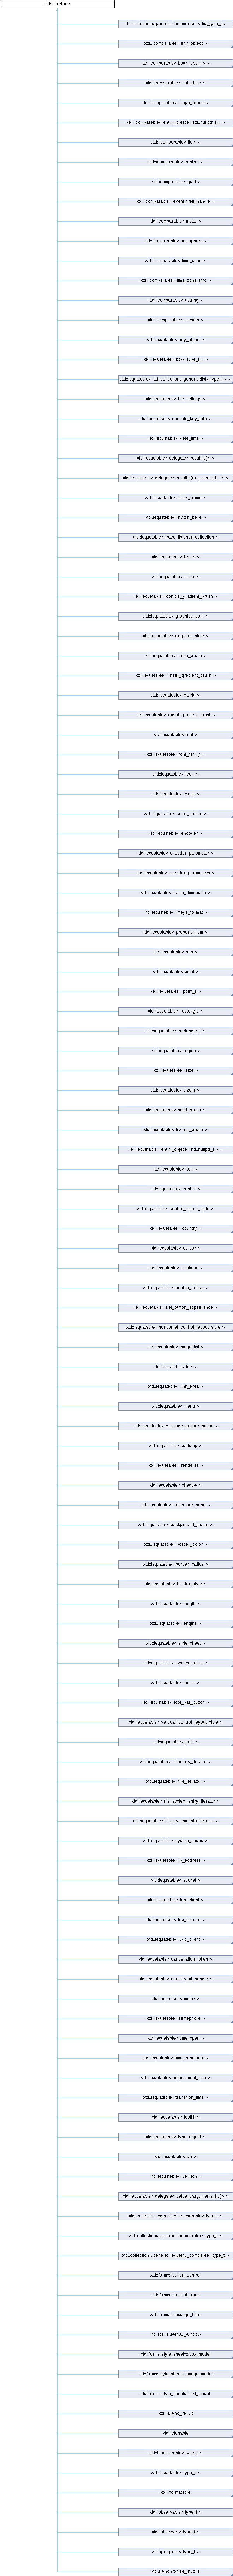 xtd::interface
xtd::collections::generic::ienumerable< xtd_type_t >
xtd::icomparable< any_object >
xtd::icomparable< box< type_t > >
xtd::icomparable< date_time >
xtd::icomparable< image_format >
xtd::icomparable< enum_object< std::nullptr_t > >
xtd::icomparable< item >
xtd::icomparable< control >
xtd::icomparable< guid >
xtd::icomparable< event_wait_handle >
xtd::icomparable< mutex >
xtd::icomparable< semaphore >
xtd::icomparable< time_span >
xtd::icomparable< time_zone_info >
xtd::icomparable< ustring >
xtd::icomparable< version >
xtd::iequatable< any_object >
xtd::iequatable< box< type_t > >
xtd::iequatable< xtd::collections::generic::list< type_t > >
xtd::iequatable< file_settings >
xtd::iequatable< console_key_info >
xtd::iequatable< date_time >
xtd::iequatable< delegate< result_t()> >
xtd::iequatable< delegate< result_t(arguments_t...)> >
xtd::iequatable< stack_frame >
xtd::iequatable< switch_base >
xtd::iequatable< trace_listener_collection >
xtd::iequatable< brush >
xtd::iequatable< color >
xtd::iequatable< conical_gradient_brush >
xtd::iequatable< graphics_path >
xtd::iequatable< graphics_state >
xtd::iequatable< hatch_brush >
xtd::iequatable< linear_gradient_brush >
xtd::iequatable< matrix >
xtd::iequatable< radial_gradient_brush >
xtd::iequatable< font >
xtd::iequatable< font_family >
xtd::iequatable< icon >
xtd::iequatable< image >
xtd::iequatable< color_palette >
xtd::iequatable< encoder >
xtd::iequatable< encoder_parameter >
xtd::iequatable< encoder_parameters >
xtd::iequatable< frame_dimension >
xtd::iequatable< image_format >
xtd::iequatable< property_item >
xtd::iequatable< pen >
xtd::iequatable< point >
xtd::iequatable< point_f >
xtd::iequatable< rectangle >
xtd::iequatable< rectangle_f >
xtd::iequatable< region >
xtd::iequatable< size >
xtd::iequatable< size_f >
xtd::iequatable< solid_brush >
xtd::iequatable< texture_brush >
xtd::iequatable< enum_object< std::nullptr_t > >
xtd::iequatable< item >
xtd::iequatable< control >
xtd::iequatable< control_layout_style >
xtd::iequatable< country >
xtd::iequatable< cursor >
xtd::iequatable< emoticon >
xtd::iequatable< enable_debug >
xtd::iequatable< flat_button_appearance >
xtd::iequatable< horizontal_control_layout_style >
xtd::iequatable< image_list >
xtd::iequatable< link >
xtd::iequatable< link_area >
xtd::iequatable< menu >
xtd::iequatable< message_notifier_button >
xtd::iequatable< padding >
xtd::iequatable< renderer >
xtd::iequatable< shadow >
xtd::iequatable< status_bar_panel >
xtd::iequatable< background_image >
xtd::iequatable< border_color >
xtd::iequatable< border_radius >
xtd::iequatable< border_style >
xtd::iequatable< length >
xtd::iequatable< lengths >
xtd::iequatable< style_sheet >
xtd::iequatable< system_colors >
xtd::iequatable< theme >
xtd::iequatable< tool_bar_button >
xtd::iequatable< vertical_control_layout_style >
xtd::iequatable< guid >
xtd::iequatable< directory_iterator >
xtd::iequatable< file_iterator >
xtd::iequatable< file_system_entry_iterator >
xtd::iequatable< file_system_info_iterator >
xtd::iequatable< system_sound >
xtd::iequatable< ip_address >
xtd::iequatable< socket >
xtd::iequatable< tcp_client >
xtd::iequatable< tcp_listener >
xtd::iequatable< udp_client >
xtd::iequatable< cancellation_token >
xtd::iequatable< event_wait_handle >
xtd::iequatable< mutex >
xtd::iequatable< semaphore >
xtd::iequatable< time_span >
xtd::iequatable< time_zone_info >
xtd::iequatable< adjustement_rule >
xtd::iequatable< transition_time >
xtd::iequatable< toolkit >
xtd::iequatable< type_object >
xtd::iequatable< uri >
xtd::iequatable< version >
xtd::iequatable< delegate< value_t(arguments_t...)> >
xtd::collections::generic::ienumerable< type_t >
xtd::collections::generic::ienumerator< type_t >
xtd::collections::generic::iequality_comparer< type_t >
xtd::forms::ibutton_control
xtd::forms::icontrol_trace
xtd::forms::imessage_filter
xtd::forms::iwin32_window
xtd::forms::style_sheets::ibox_model
xtd::forms::style_sheets::iimage_model
xtd::forms::style_sheets::itext_model
xtd::iasync_result
xtd::iclonable
xtd::icomparable< type_t >
xtd::iequatable< type_t >
xtd::iformatable
xtd::iobservable< type_t >
xtd::iobserver< type_t >
xtd::iprogress< type_t >
xtd::isynchronize_invoke